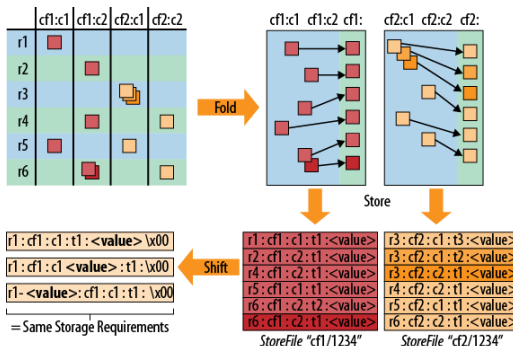 cf1:c1 cf1:c2 cf2:c1 cf2:c2
r1
r2
r3
r4
r5
r6
Fold
cf1:c1 cf1:c2 cf1:
cf2:c1 cf2:c2 cf2:
Store
r1 : cf1 : c1 : t1 : <value>
r2 : cf1 : c2 : t1 : <value>
r4 : cf1 : c2 : t1 : <value>
r5 : cf1 : c1 : t1 : <value>
r6 : cf1 : c2 : t1 : <value>
r6 : cf1 : c2 : t1 : <value>
StoreFile "cf1/1234"
r3 : cf2 : c1 : t3 : <value>
r3 : cf2 : c1 : t2 : <value>
r3 : cf2 : c2 : t1 : <value>
r4 : cf2 : c2 : t1 : <value>
r5 : cf2 : c1 : t1 : <value>
r6 : cf2 : c2 : t1 : <value>
StoreFile "cf2/1234"
Shift
r1 : cf1 : c1 : t1 : <value> \x00
r1 : cf1 : c1 <value> : t1 : \x00
r1- <value> : cf1 : c1 : t1 : \x00
= Same Storage Requirements